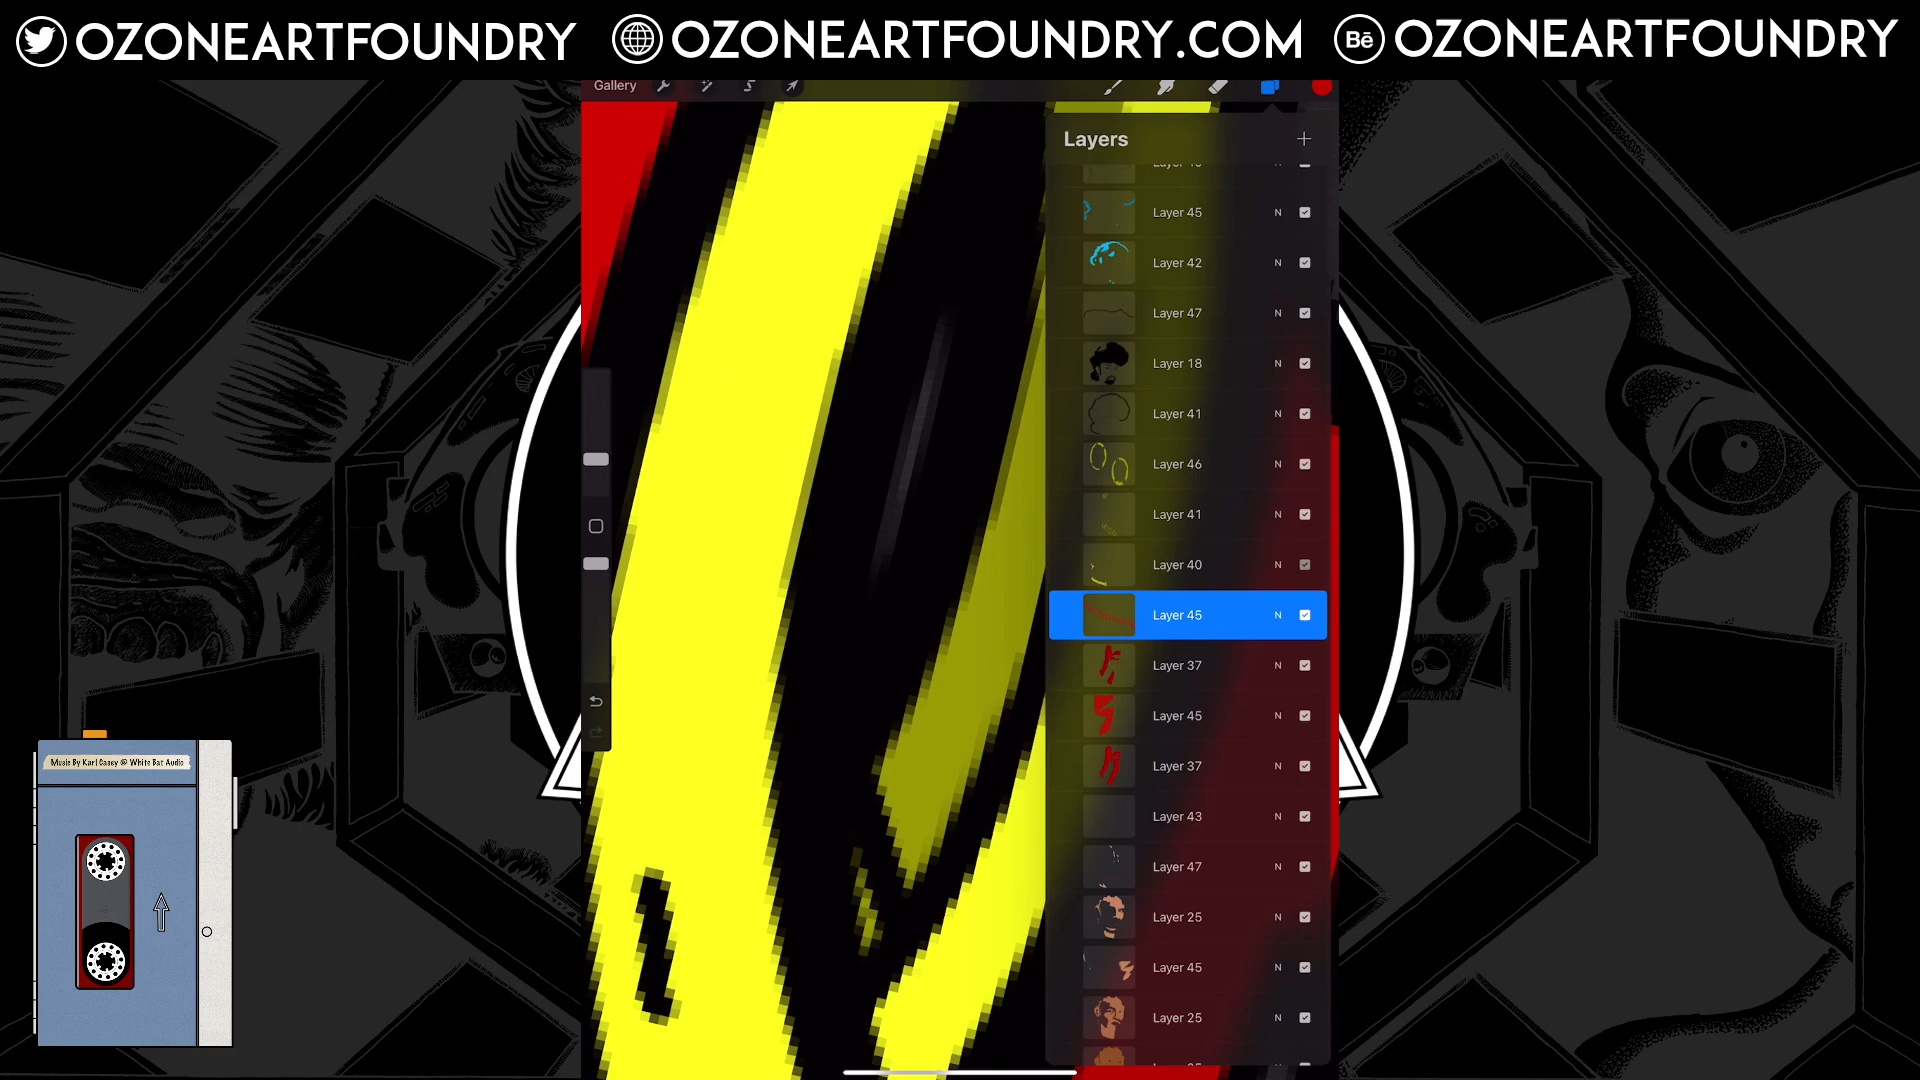 OZONEARTFOUNDRY
OZONEARTFOUNDRY.COM
Bē OZONEARTFOUNDRY
Gallery
Layers
Layer 45 N
Layer 42 N
Layer 47 N
Layer 18 N
Layer 41 N
Layer 46 N
Layer 41 N
Layer 40 N
Layer 45 N
Layer 37 N
Layer 45 N
Layer 37 N
Layer 43 N
Layer 47 N
Layer 25 N
Layer 45 N
Layer 25 N
Music By Karl Casey @ White Bat Audio